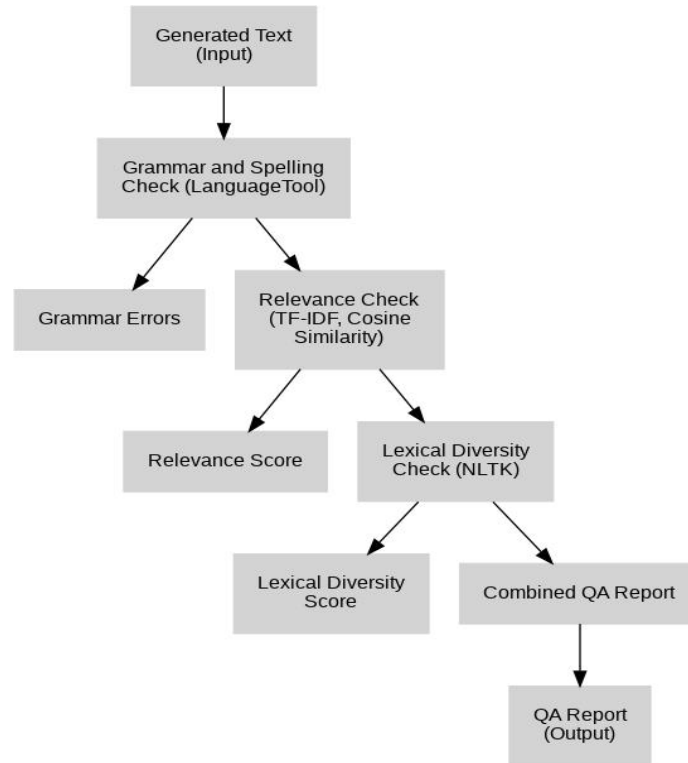 Generated Text
(Input)
Grammar and Spelling
Check (LanguageTool)
Grammar Errors
Relevance Check
(TF-IDF, Cosine
Similarity)
Relevance Score
Lexical Diversity
Check (NLTK)
Lexical Diversity
Score
Combined QA Report
QA Report
(Output)